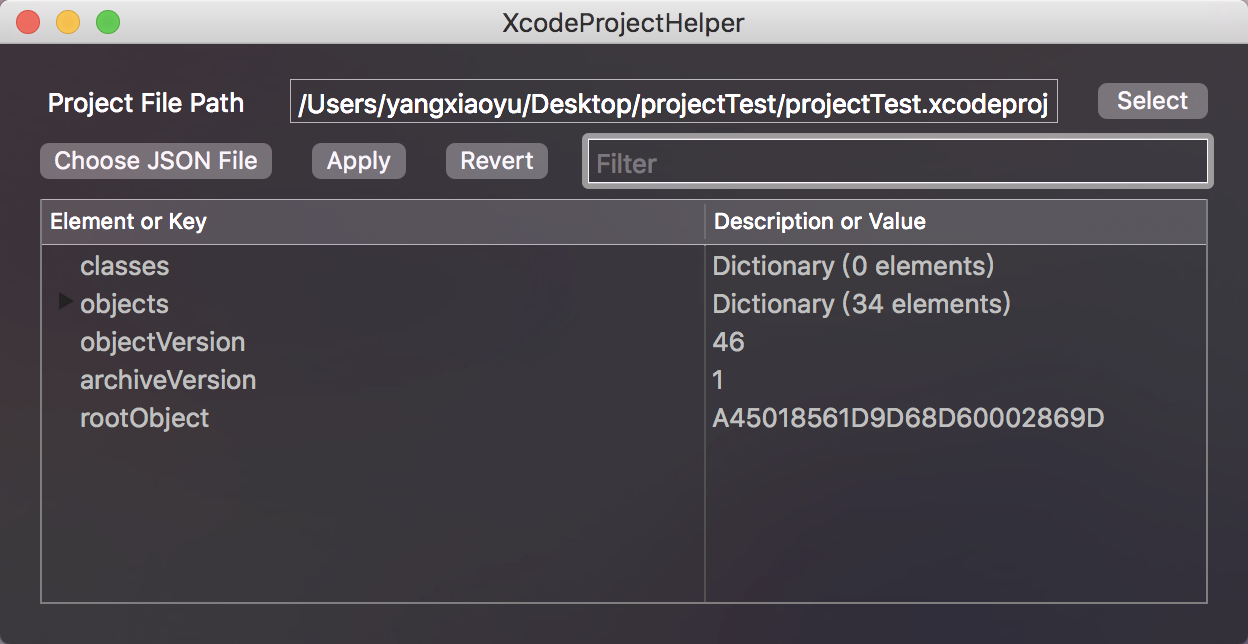 XcodeProjectHelper
Project File Path /Users/yangxiaoyu/Desktop/projectTest/projectTest.xcodeproj Select
Choose JSON File Apply Revert Filter
Element or Key Description or Value
classes Dictionary (0 elements)
objects Dictionary (34 elements)
objectVersion 46
archiveVersion 1
rootObject A45018561D9D68D60002869D